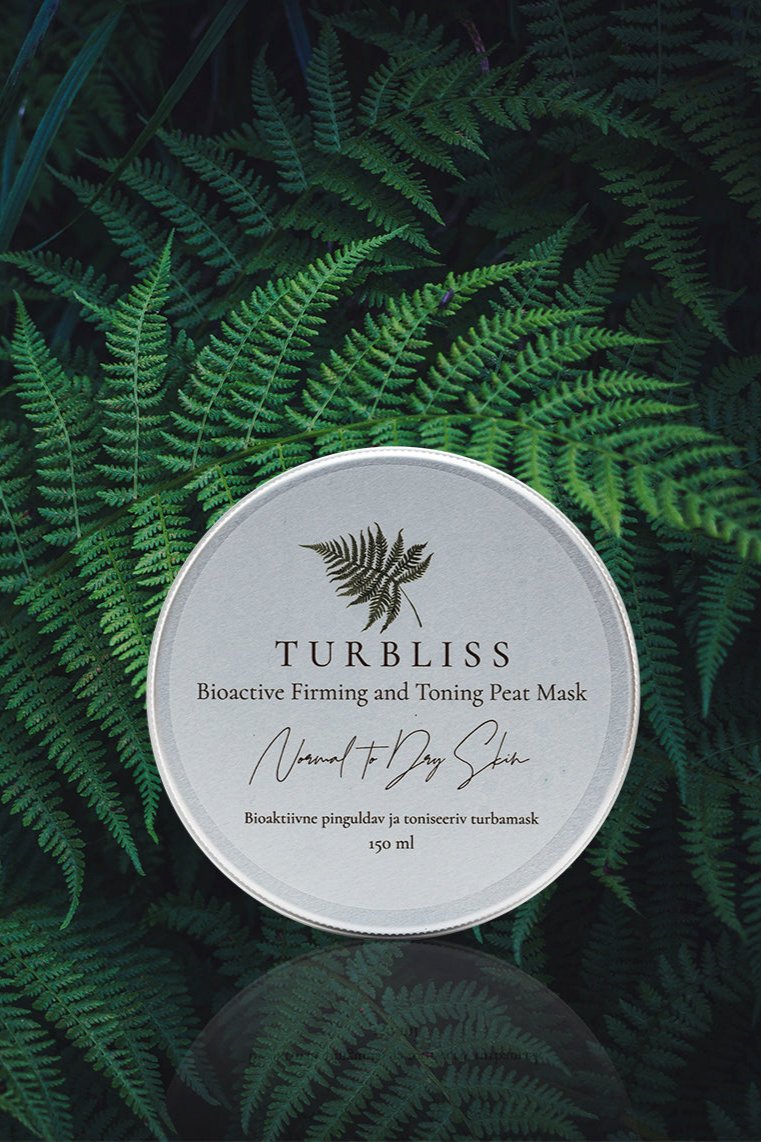 TURBLISS
Bioactive Firming and Toning Peat Mask
Normal to Dry Skin
Bioaktiivne pinguldav ja toniseeriv turbamask
150 ml